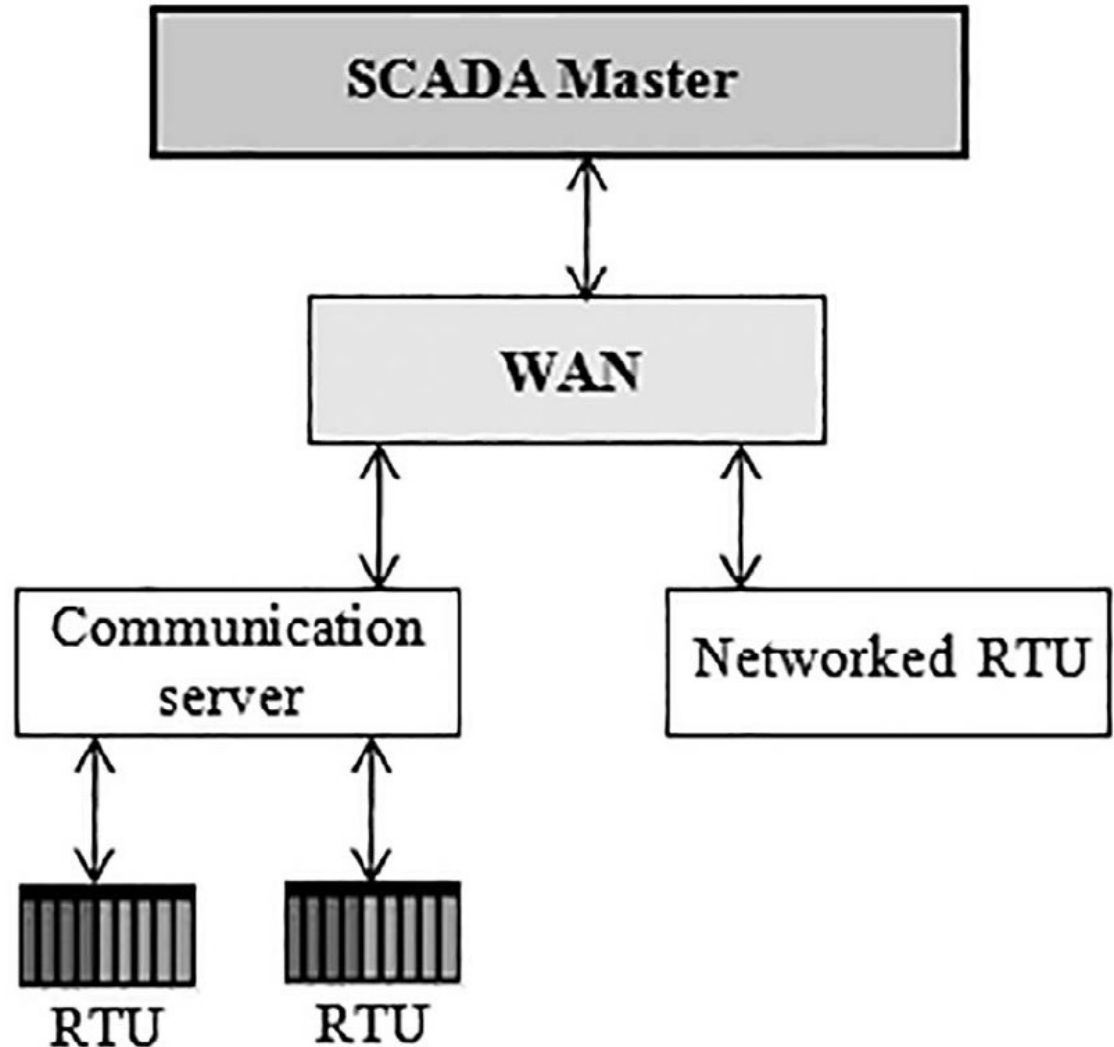 SCADA Master
WAN
Communication
server
Networked RTU
RTU
RTU